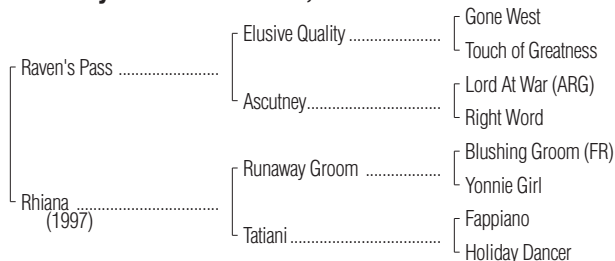 Gone West
Elusive Quality ......................
Touch of Greatness
Raven's Pass ........................
Lord At War (ARG)
Ascutney................................
Right Word
Blushing Groom (FR)
Runaway Groom ..................
Yonnie Girl
Rhiana ..................................
(1997)
Fappiano
Tatiani....................................
Holiday Dancer